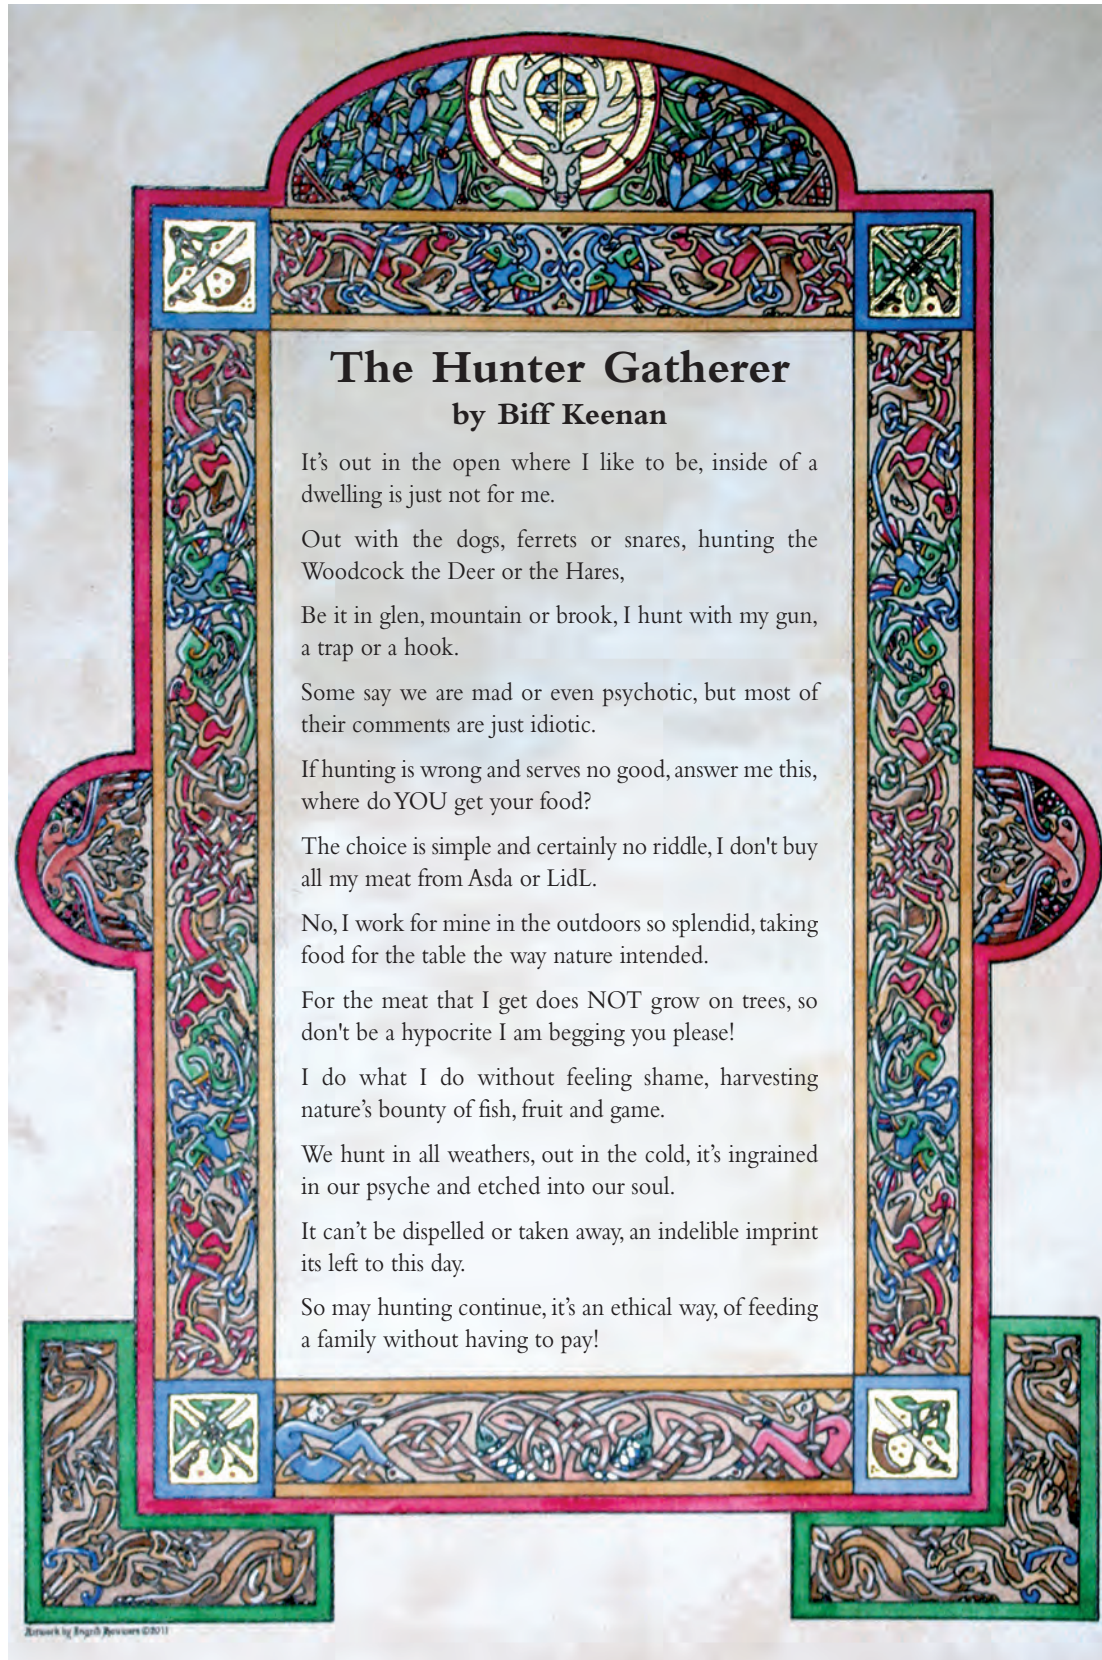 The Hunter Gatherer
by Biff Keenan
It’s out in the open where I like to be, inside of a
dwelling is just not for me.
Out with the dogs, ferrets or snares, hunting the
Woodcock the Deer or the Hares,
Be it in glen, mountain or brook, I hunt with my gun,
a trap or a hook.
Some say we are mad or even psychotic, but most of
their comments are just idiotic.
If hunting is wrong and serves no good, answer me this,
where do YOU get your food?
The choice is simple and certainly no riddle, I don't buy
all my meat from Asda or LidL.
No, I work for mine in the outdoors so splendid, taking
food for the table the way nature intended.
For the meat that I get does NOT grow on trees, so
don't be a hypocrite I am begging you please!
I do what I do without feeling shame, harvesting
nature’s bounty of fish, fruit and game.
We hunt in all weathers, out in the cold, it’s ingrained
in our psyche and etched into our soul.
It can’t be dispelled or taken away, an indelible imprint
its left to this day.
So may hunting continue, it’s an ethical way, of feeding
a family without having to pay!
Artwork by ©2011